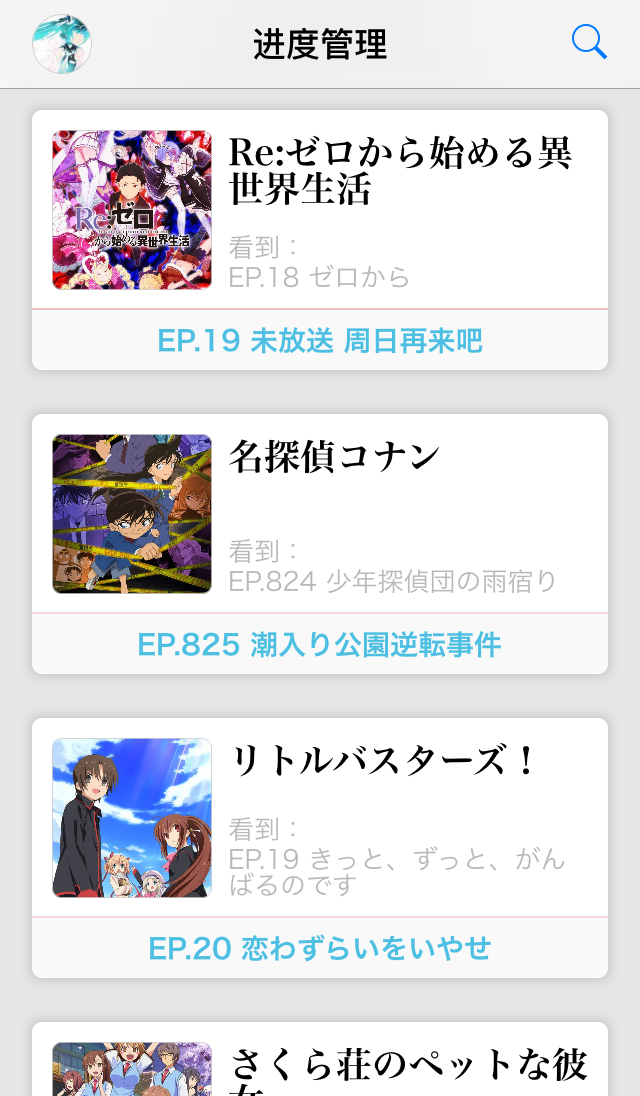 进度管理
Re:ゼロから始める異
世界生活
Re:ゼロ
から始める異世界生活
看到：
EP.18 ゼロから
EP.19 未放送 周日再来吧
名探偵コナン
看到：
EP.824 少年探偵団の雨宿り
EP.825 潮入り公園逆転事件
リトルバスターズ！
看到：
EP.19 きっと、ずっと、がん
ばるのです
EP.20 恋わずらいをいやせ
さくら荘のペットな彼